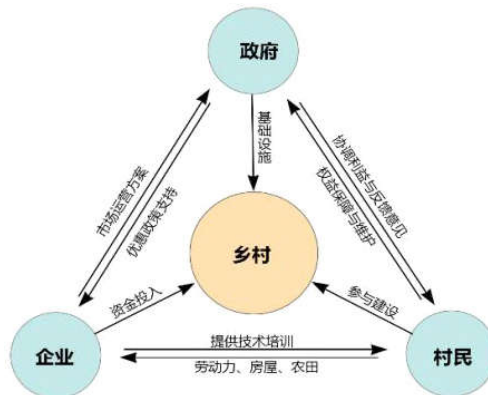 政府
基础设施
市场运营方案
优惠政策支持
协调利益与反馈意见
权益保障与维护
乡村
资金投入
参与建设
企业
提供技术培训
劳动力、房屋、农田
村民